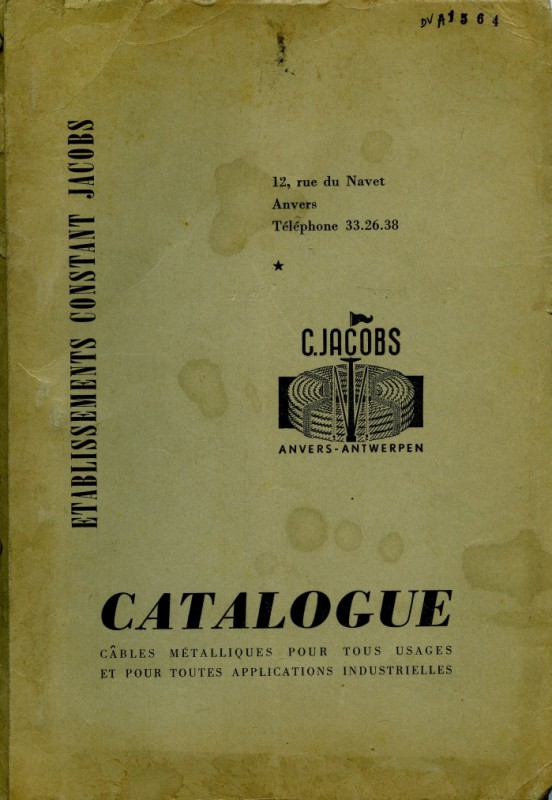 DVA1564
ETABLISSEMENTS CONSTANT JACOBS
12, rue du Navet
Anvers
Téléphone 33.26.38
★
C. JACOBS
ANVERS - ANTWERPEN
CATALOGUE
CÂBLES MÉTALLIQUES POUR TOUS USAGES
ET POUR TOUTES APPLICATIONS INDUSTRIELLES